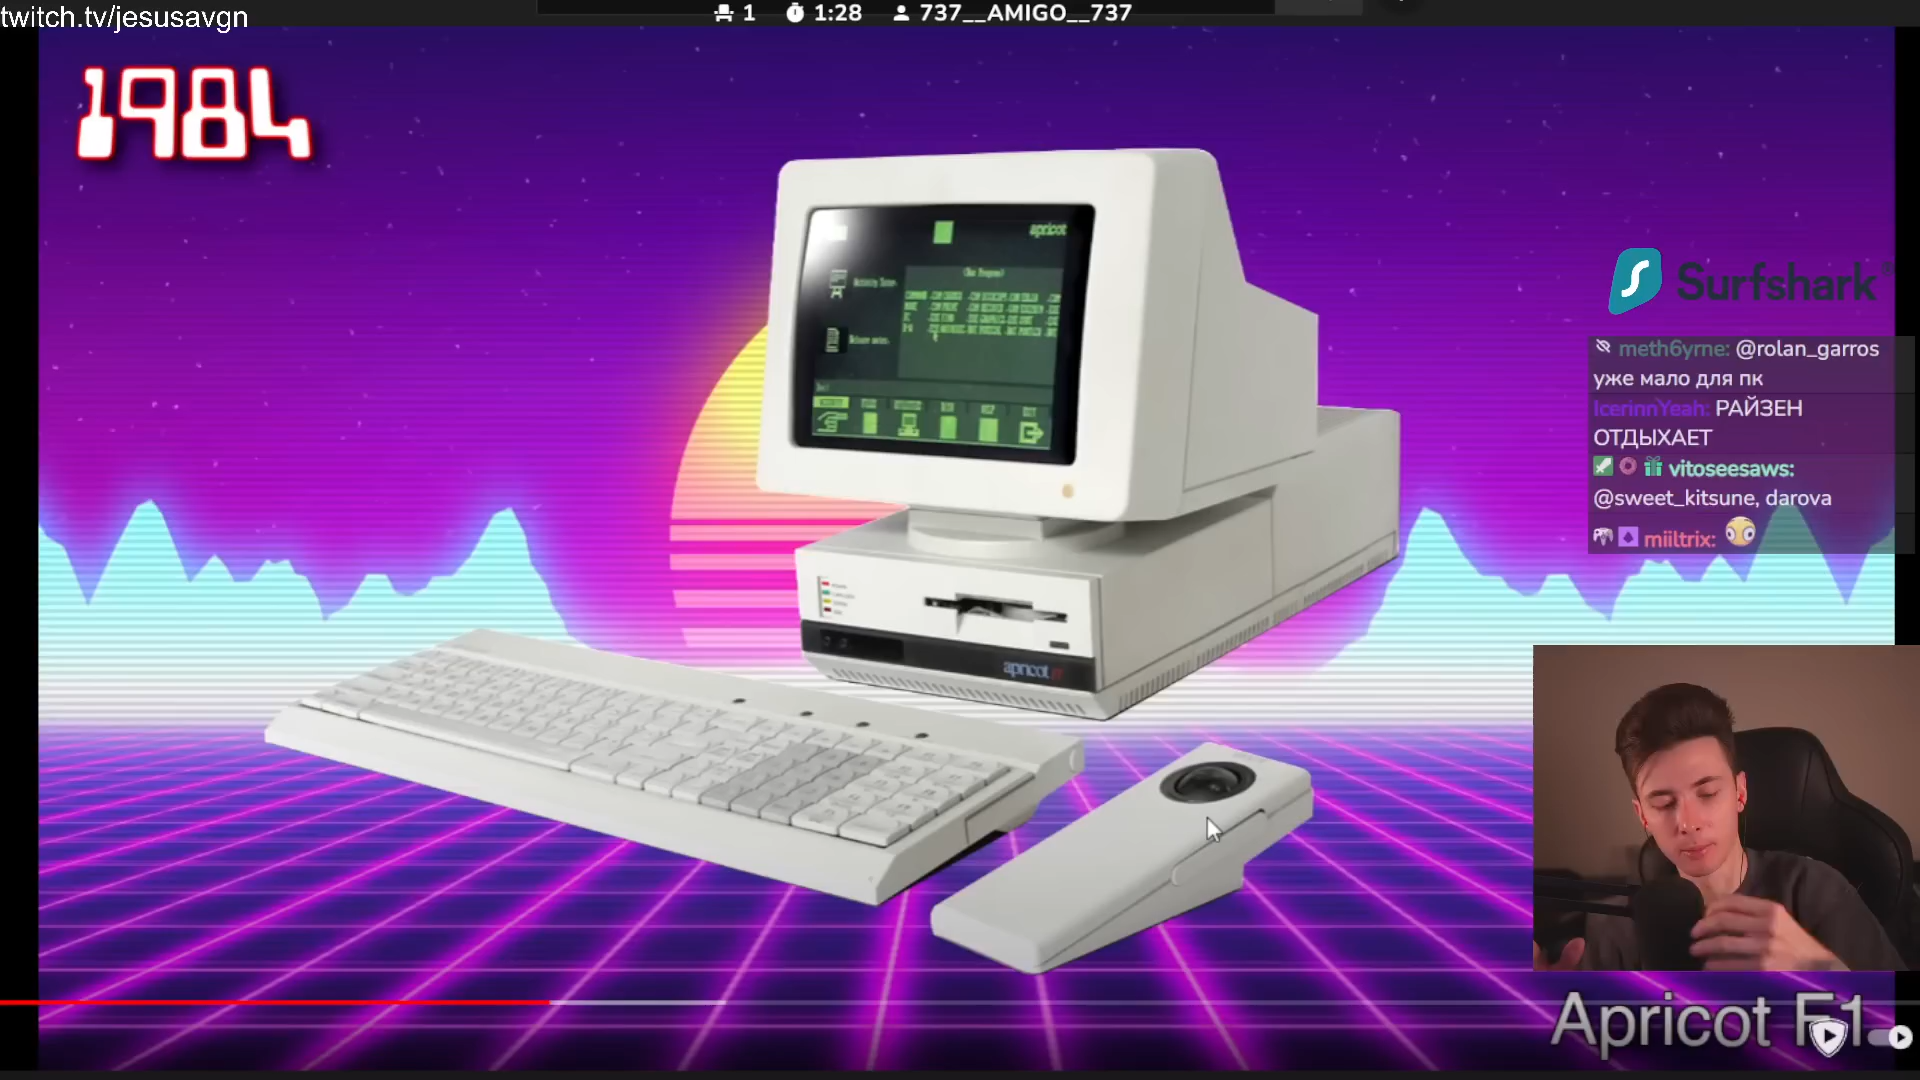 twitch.tv/jesusavgn
1 1:28 737__AMIGO__737
1984
apricot
Surfshark
meth6yrne: @rolan_garros
уже мало для пк
IcerinnYeah: РАЙЗЕН
ОТДЫХАЕТ
vitoseesaws:
@sweet_kitsune, darova
miiltrix:
apricot
Apricot F1